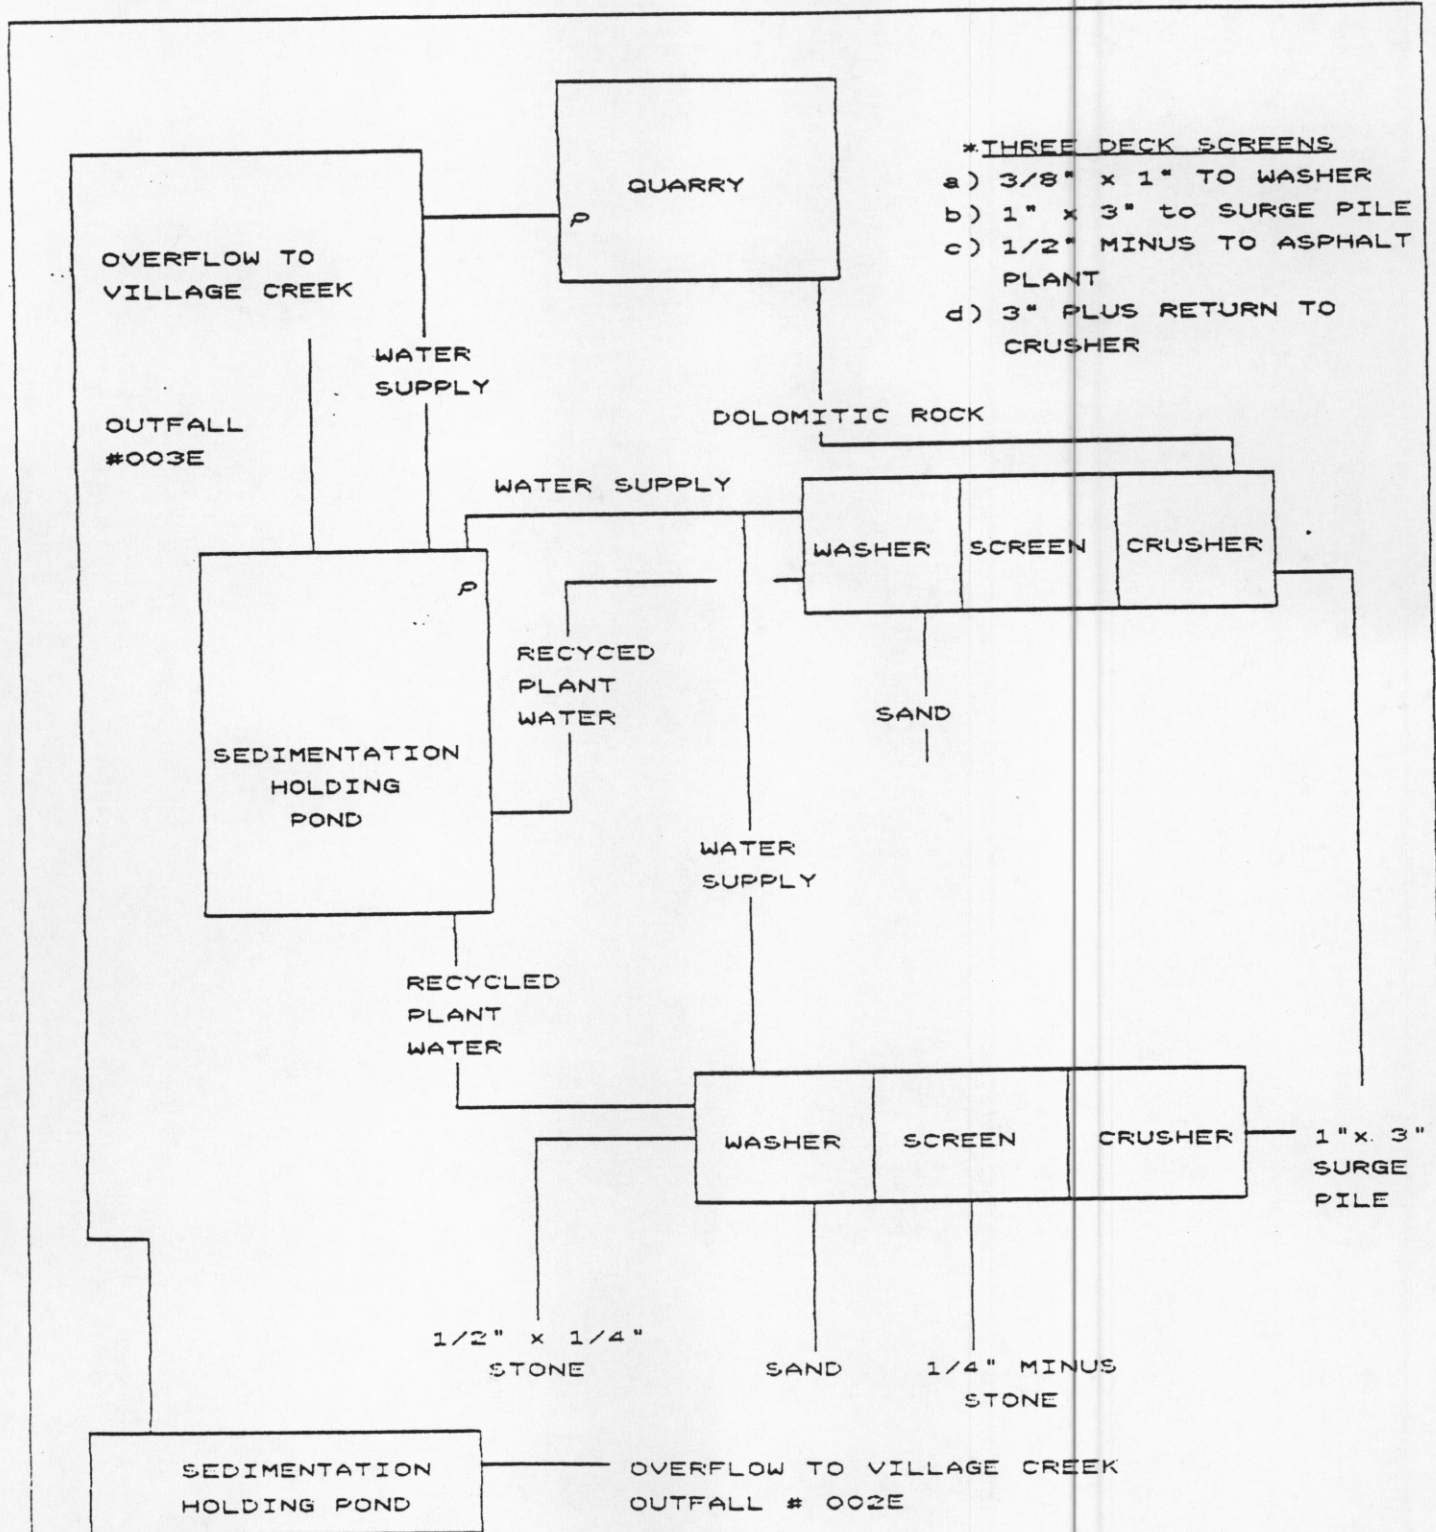 QUARRY
P
*THREE DECK SCREENS
a) 3/8" x 1" TO WASHER
b) 1" x 3" to SURGE PILE
c) 1/2" MINUS TO ASPHALT
PLANT
d) 3" PLUS RETURN TO
CRUSHER
OVERFLOW TO
VILLAGE CREEK
WATER
SUPPLY
OUTFALL
#003E
DOLOMITIC ROCK
WATER SUPPLY
WASHER
SCREEN
CRUSHER
P
RECYCED
PLANT
WATER
SAND
SEDIMENTATION
HOLDING
POND
WATER
SUPPLY
RECYCLED
PLANT
WATER
WASHER
SCREEN
CRUSHER
1"x 3"
SURGE
PILE
1/2" x 1/4"
STONE
SAND
1/4" MINUS
STONE
SEDIMENTATION
HOLDING POND
OVERFLOW TO VILLAGE CREEK
OUTFALL # 002E